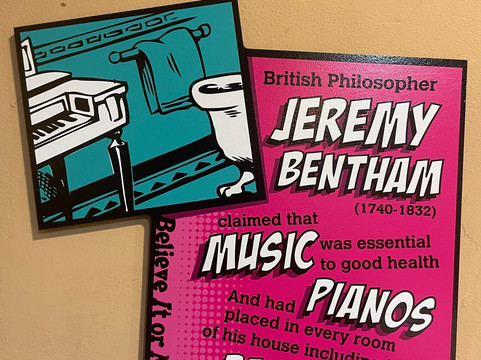 British Philosopher
JEREMY
BENTHAM
(1740-1832)
claimed that
MUSIC was essential
to good health
And had PIANOS
placed in every room
of his house including
Believe It or